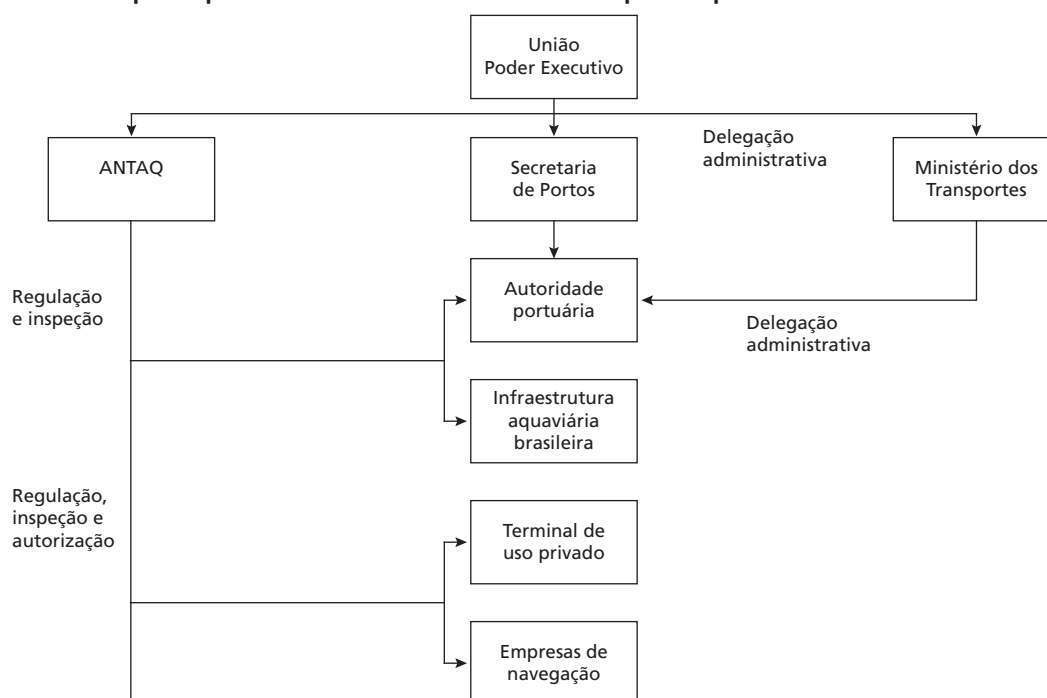 União
Poder Executivo
ANTAQ
Secretaria
de Portos
Delegação
administrativa
Ministério dos
Transportes
Regulação
e inspeção
Autoridade
portuária
Delegação
administrativa
Infraestrutura
aquaviária
brasileira
Regulação,
inspeção e
autorização
Terminal de
uso privado
Empresas de
navegação